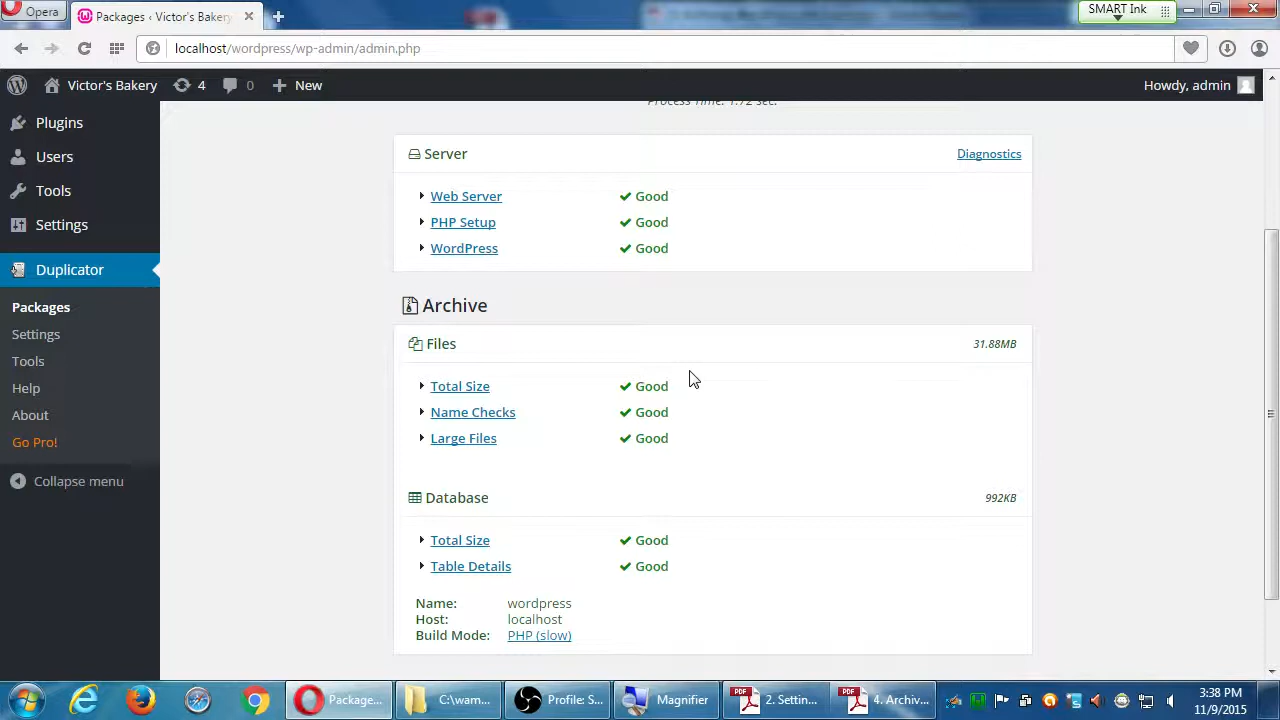 Opera
Packages ‹ Victor's Bakery
SMART Ink
localhost/wordpress/wp-admin/admin.php
Victor's Bakery
4
0
New
Howdy, admin
Plugins
Users
Tools
Settings
Duplicator
Packages
Settings
Tools
Help
About
Go Pro!
Collapse menu
Process Time: 1.72 sec.
Server
Diagnostics
Web Server Good
PHP Setup Good
WordPress Good
Archive
Files 31.88MB
Total Size Good
Name Checks Good
Large Files Good
Database 992KB
Total Size Good
Table Details Good
Name: wordpress
Host: localhost
Build Mode: PHP (slow)
Package...
C:\wam...
Profile: S...
Magnifier
2. Settin...
4. Archiv...
3:38 PM
11/9/2015